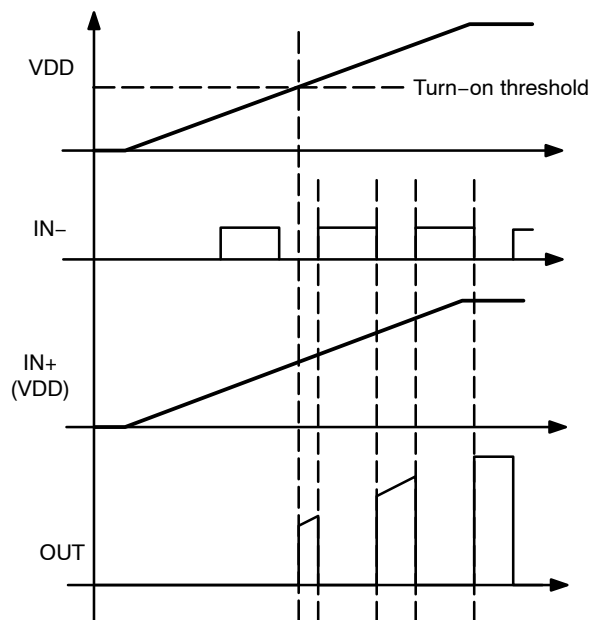 VDD
Turn−on threshold
IN−
IN+
(VDD)
OUT